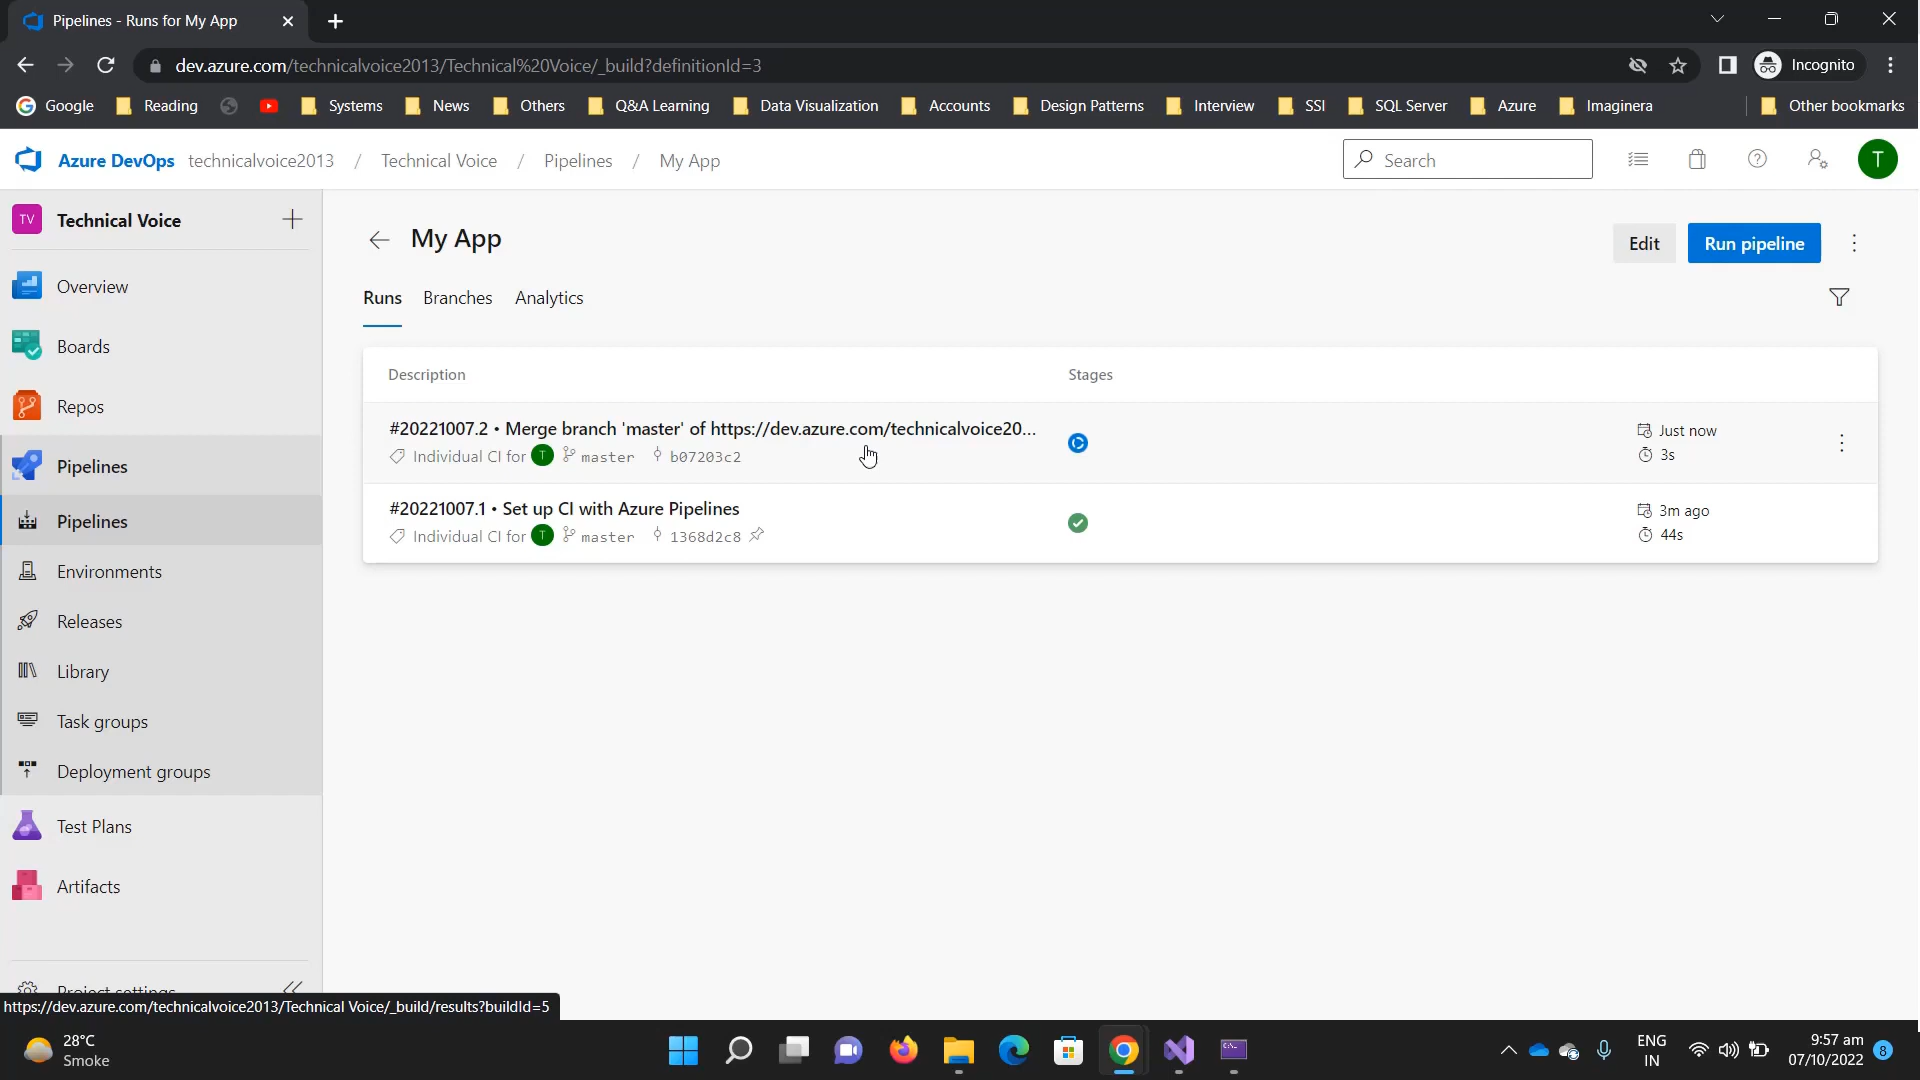 Pipelines - Runs for My App
dev.azure.com/technicalvoice2013/Technical%20Voice/_build?definitionId=3
Incognito
Google Reading Systems News Others Q&A Learning Data Visualization Accounts Design Patterns Interview SSI SQL Server Azure Imaginera Other bookmarks
Azure DevOps technicalvoice2013 / Technical Voice / Pipelines / My App
Search
T
TV Technical Voice
Overview
Boards
Repos
Pipelines
Pipelines
Environments
Releases
Library
Task groups
Deployment groups
Test Plans
Artifacts
Project settings
https://dev.azure.com/technicalvoice2013/Technical Voice/_build/results?buildId=5
My App
Edit Run pipeline
Runs Branches Analytics
Description Stages
#20221007.2 • Merge branch 'master' of https://dev.azure.com/technicalvoice20...
Individual CI for T master b07203c2
Just now
3s
#20221007.1 • Set up CI with Azure Pipelines
Individual CI for T master 1368d2c8
3m ago
44s
28°C
Smoke
ENG
IN
9:57 am
07/10/2022
8